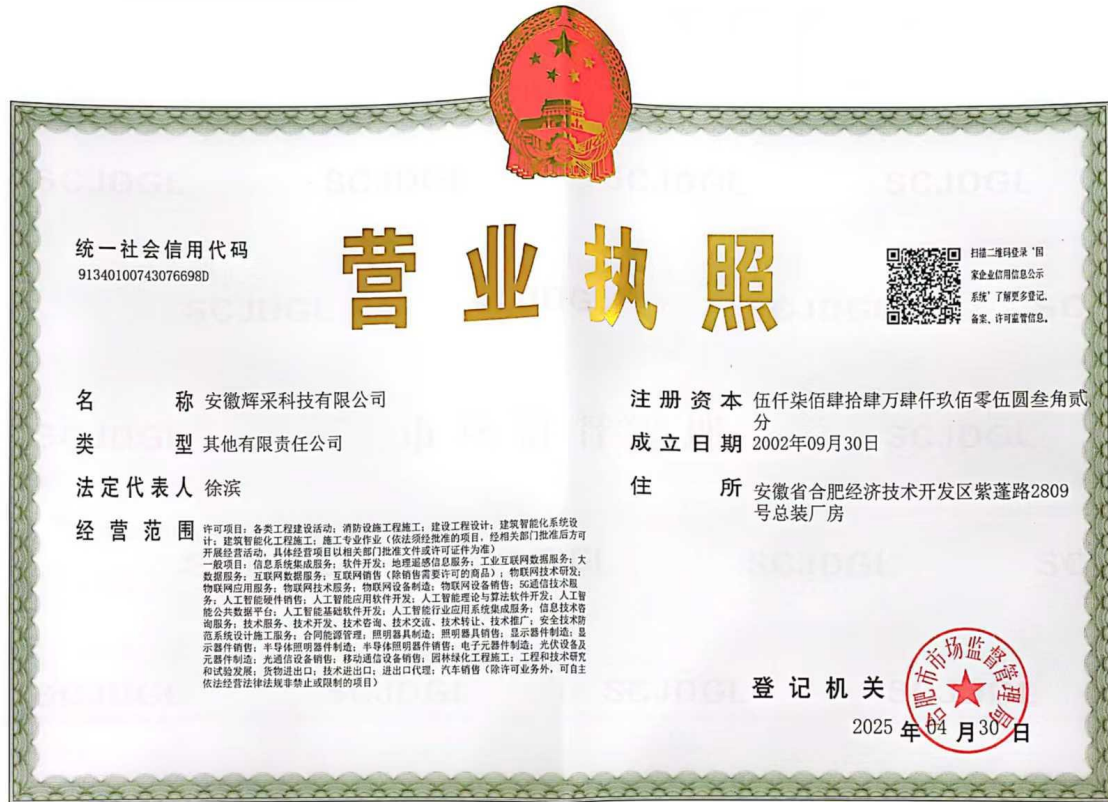 营业执照
统一社会信用代码
91340100743076698D
扫描二维码登录‘国
家企业信用信息公示
系统’了解更多登记、
备案、许可监管信息。
名称 安徽辉采科技有限公司
类型 其他有限责任公司
法定代表人 徐滨
经营范围 许可项目：各类工程建设活动；消防设施工程施工；建设工程设计；建筑智能化系统设
计；建筑智能化工程施工；施工专业作业（依法须经批准的项目，经相关部门批准后方可
开展经营活动，具体经营项目以相关部门批准文件或许可证件为准）
一般项目：信息系统集成服务；软件开发；地理遥感信息服务；工业互联网数据服务；大
数据服务；互联网数据服务；互联网销售（除销售需要许可的商品）；物联网技术研发；
物联网应用服务；物联网技术服务；物联网设备制造；物联网设备销售；5G通信技术服
务；人工智能硬件销售；人工智能应用软件开发；人工智能理论与算法软件开发；人工智
能公共数据平台；人工智能基础软件开发；人工智能行业应用系统集成服务；信息技术咨
询服务；技术服务、技术开发、技术咨询、技术交流、技术转让、技术推广；安全技术防
范系统设计施工服务；合同能源管理；照明器具制造；照明器具销售；显示器件制造；显
示器件销售；半导体照明器件制造；半导体照明器件销售；电子元器件制造；光伏设备及
元器件制造；光通信设备销售；移动通信设备销售；园林绿化工程施工；工程和技术研究
和试验发展；货物进出口；技术进出口；进出口代理；汽车销售（除许可业务外，可自主
依法经营法律法规非禁止或限制的项目）
注册资本 伍仟柒佰肆拾肆万肆仟玖佰零伍圆叁角贰
分
成立日期 2002年09月30日
住所 安徽省合肥经济技术开发区紫蓬路2809
号总装厂房
登记机关
合肥市市场监督管理局
2025年04月30日
SCJDGL